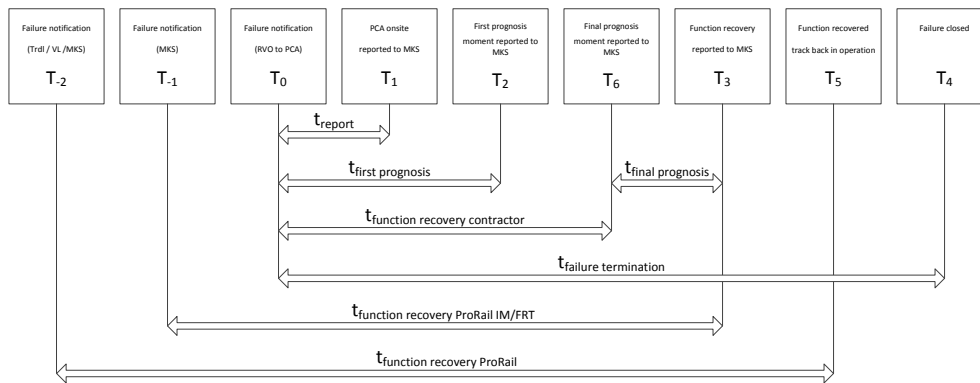 Failure notification
(Trdl / VL /MKS)
T-2
Failure notification
(MKS)
T-1
Failure notification
(RVO to PCA)
T0
PCA onsite
reported to MKS
T1
First prognosis
moment reported to
MKS
T2
Final prognosis
moment reported to
MKS
T6
Function recovery
reported to MKS
T3
Function recovered
track back in operation
T5
Failure closed
T4
treport
tfirst prognosis
tfinal prognosis
tfunction recovery contractor
tfailure termination
tfunction recovery ProRail IM/FRT
tfunction recovery ProRail